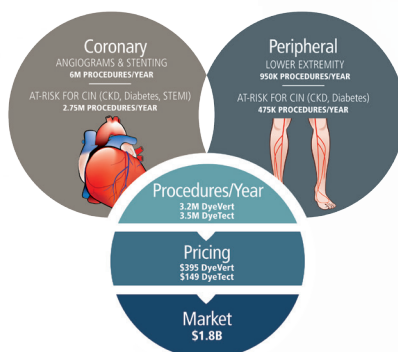 Coronary
ANGIOGRAMS & STENTING
6M PROCEDURES/YEAR
AT-RISK FOR CIN (CKD, Diabetes, STEMI)
2.75M PROCEDURES/YEAR
Peripheral
LOWER EXTREMITY
950K PROCEDURES/YEAR
AT-RISK FOR CIN (CKD, Diabetes)
475K PROCEDURES/YEAR
Procedures/Year
3.2M DyeVert
3.5M DyeTect
Pricing
$395 DyeVert
$149 DyeTect
Market
$1.8B